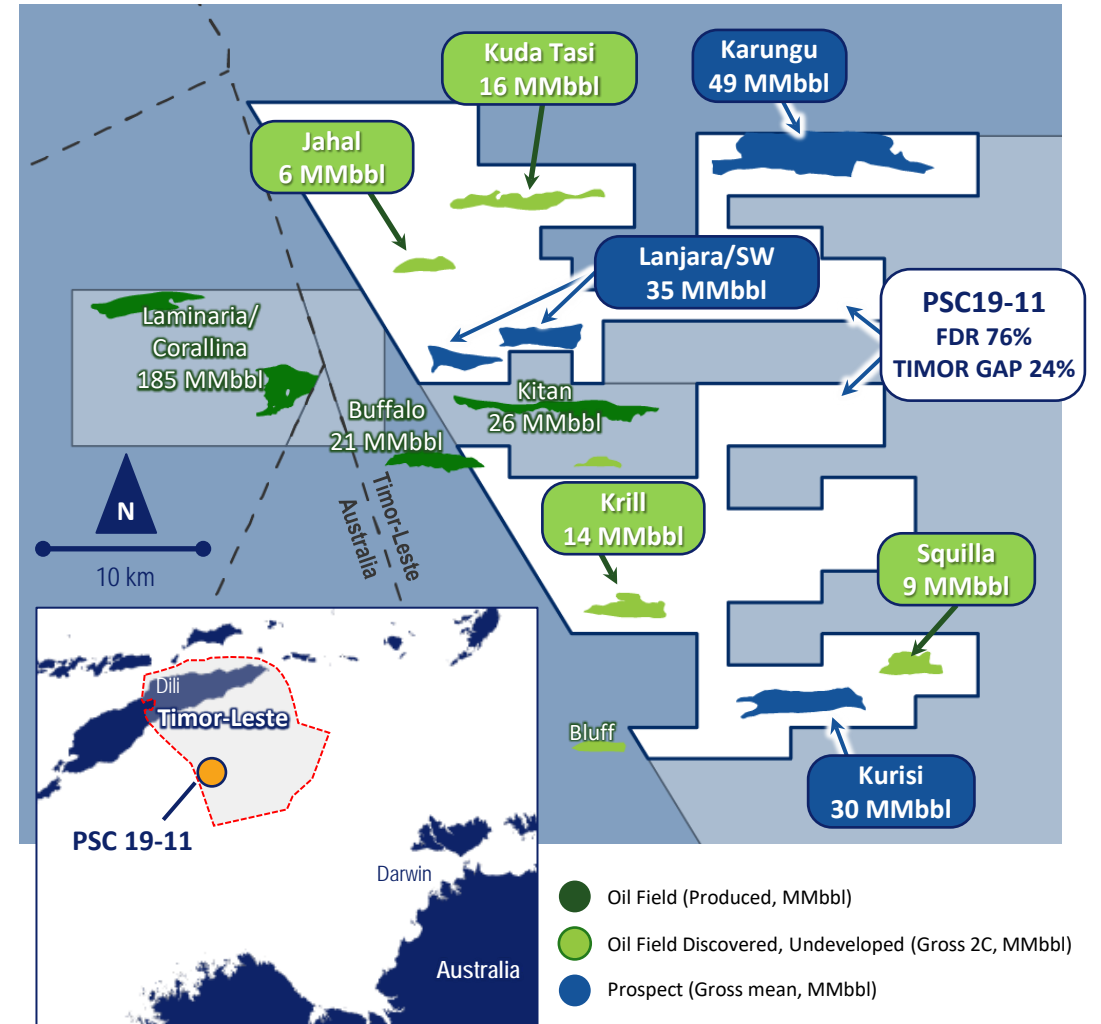 Kuda Tasi
16 MMbbl
Karungu
49 MMbbl
Jahal
6 MMbbl
Lanjara/SW
35 MMbbl
PSC19-11
FDR 76%
TIMOR GAP 24%
Laminaria/
Corallina
185 MMbbl
Buffalo
21 MMbbl
Kitan
26 MMbbl
Timor-Leste
Australia
N
10 km
Krill
14 MMbbl
Squilla
9 MMbbl
Bluff
Kurisi
30 MMbbl
Dili
Timor-Leste
PSC 19-11
Darwin
Australia
Oil Field (Produced, MMbbl)
Oil Field Discovered, Undeveloped (Gross 2C, MMbbl)
Prospect (Gross mean, MMbbl)